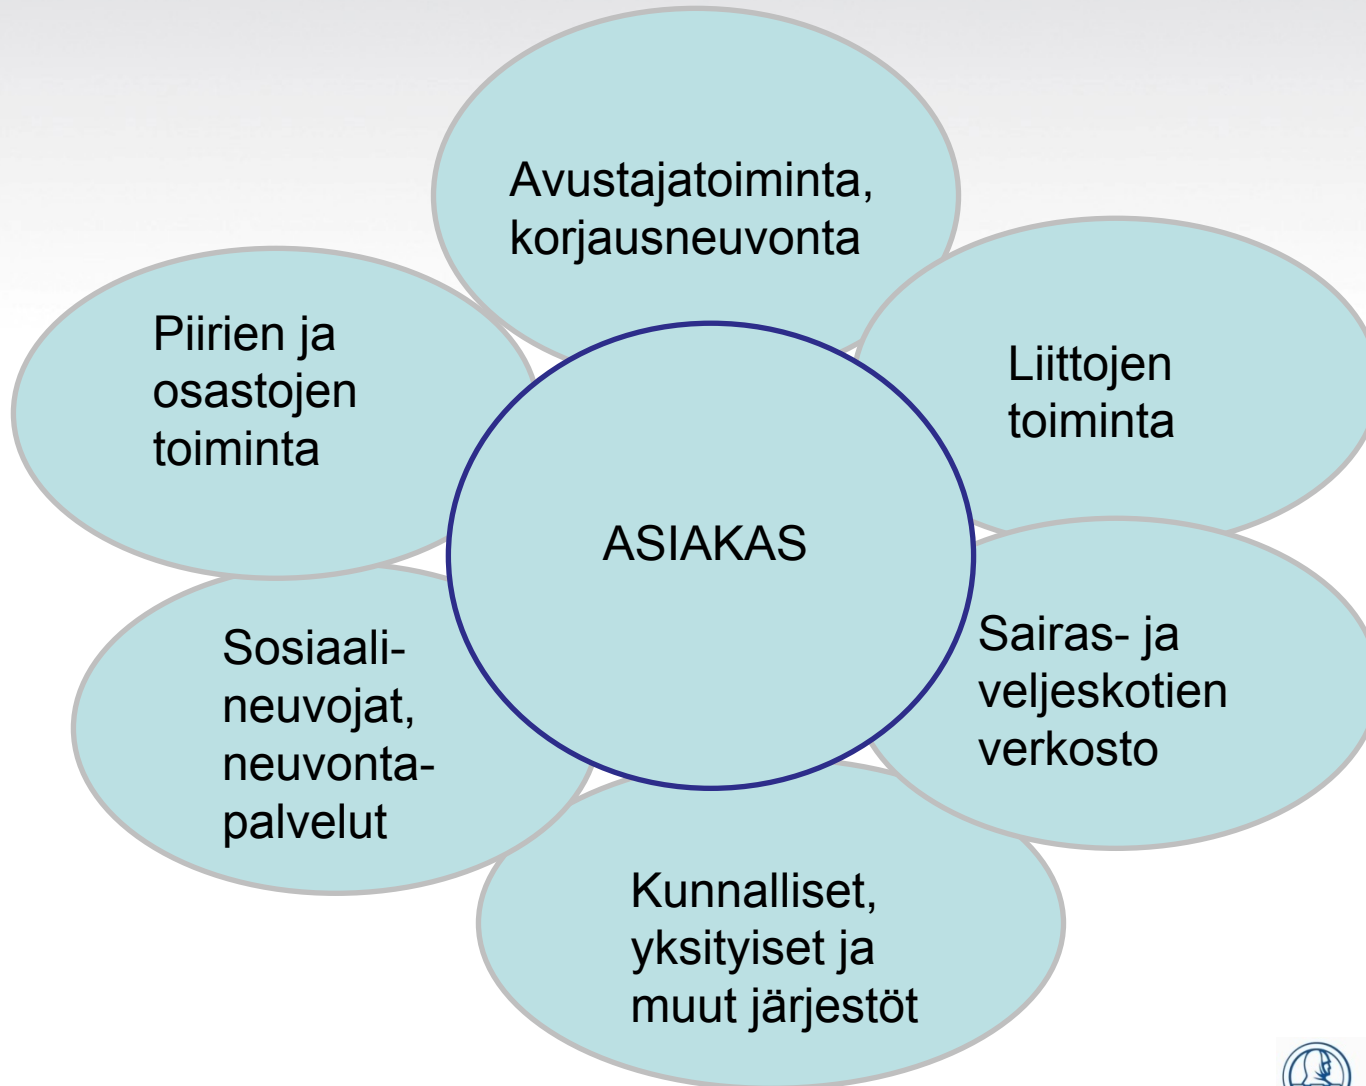 Avustajatoiminta,
korjausneuvonta
Piirien ja
osastojen
toiminta
Liittojen
toiminta
ASIAKAS
Sosiaali-
neuvojat,
neuvonta-
palvelut
Sairas- ja
veljeskotien
verkosto
Kunnalliset,
yksityiset ja
muut järjestöt